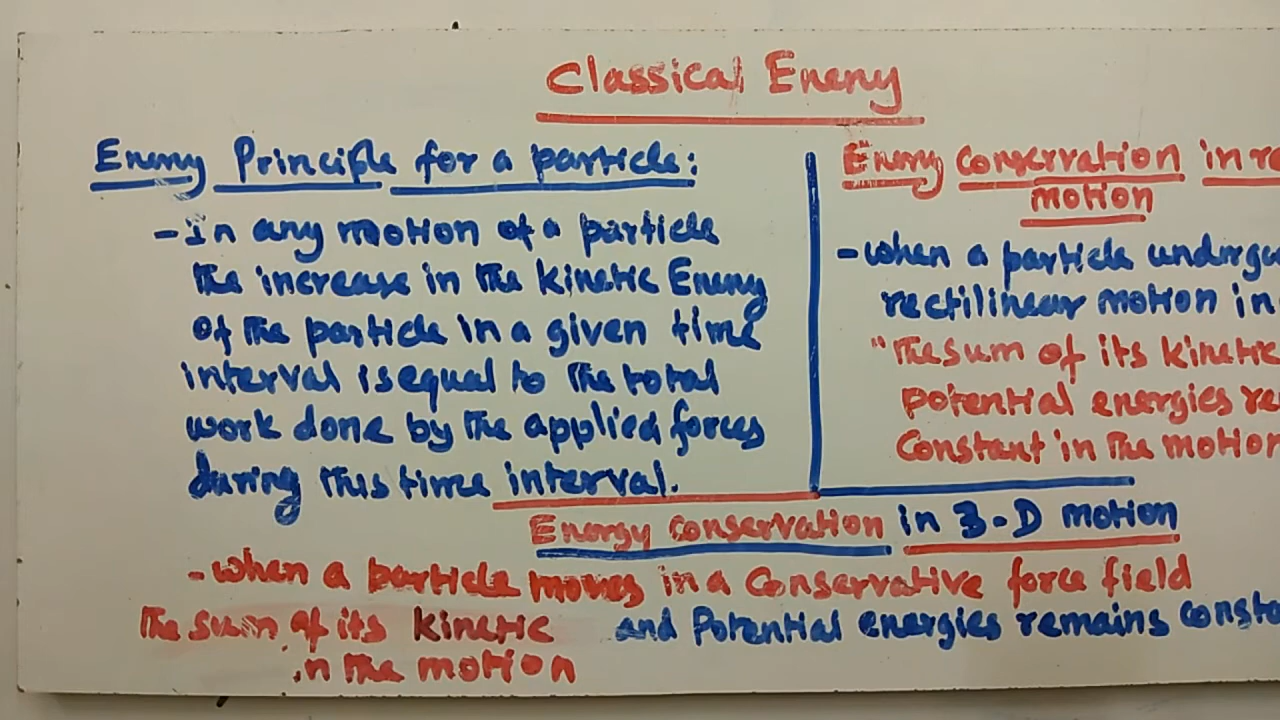 Classical Energy
Energy Principle for a particle:
- In any motion of a particle
the increase in the kinetic Energy
of the particle in a given time
interval is equal to the total
work done by the applied forces
during this time interval.
Energy conservation in re
motion
- when a particle undergo
rectilinear motion in
"The sum of its kinetic
potential energies re
constant in the motion
Energy conservation in 3-D motion
- when a particle moves in a conservative force field
The sum of its kinetic and Potential energies remains consta
in the motion